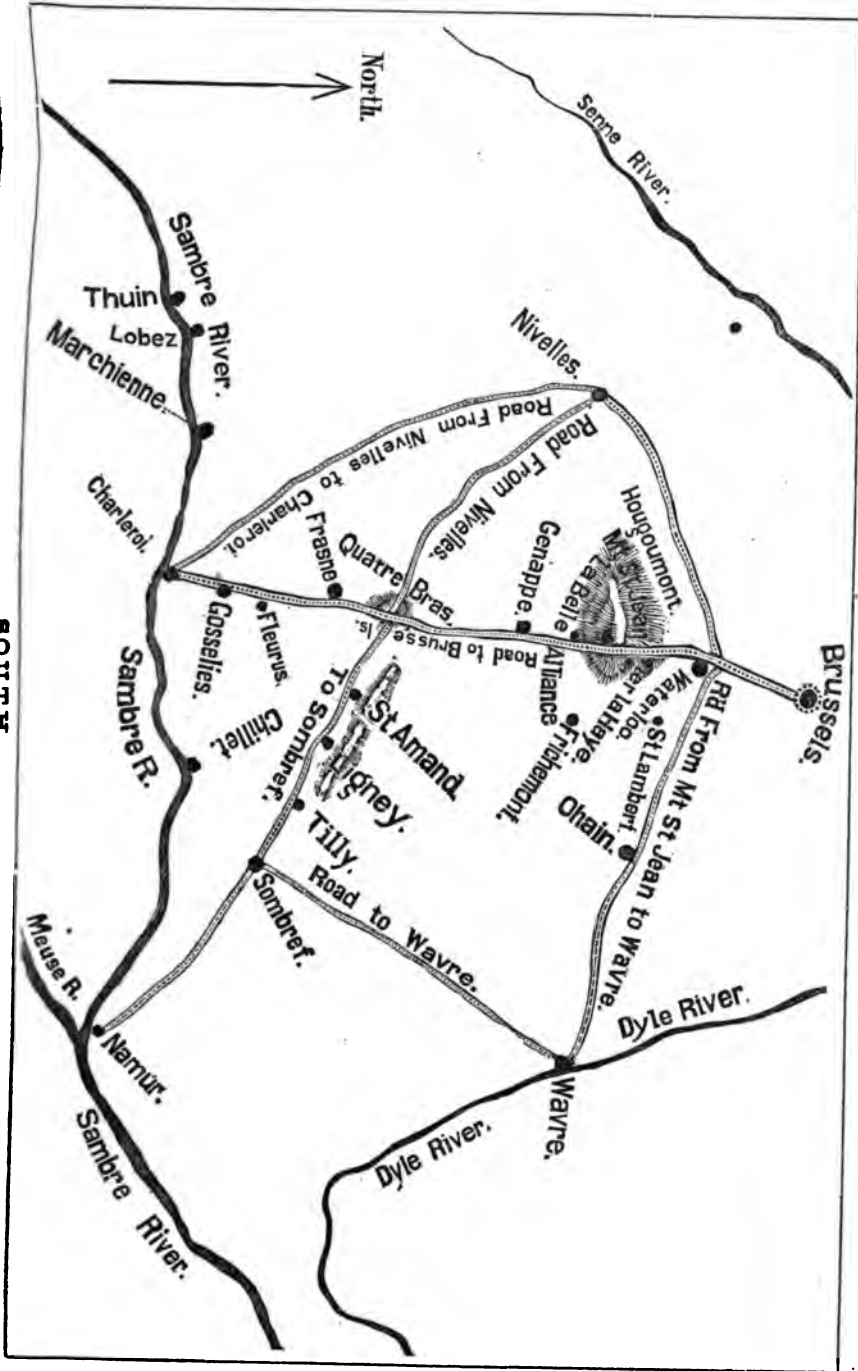 North.
Senne River.
Brussels.
Nivelles.
Road From Nivelles to Charleroi.
Road From Nivelles.
Hougoumont.
Mt St Jean
La Belle
Alliance
Genappe.
Quatre Bras.
Frasne
Road to Brussels.
Waterloo.
er LaHaye.
St Lambert.
Frichemont.
Ohain.
R'd From Mt St Jean to Wavre.
Dyle River.
Wavre.
Dyle River.
Road to Wavre.
St Amand.
Ligney.
Tilly.
To Sombref.
Sombref.
Sambre River.
Thuin
Lobez
Marchienne.
Charleroi.
Gosselies.
Fleurus.
Chillet.
Sambre R.
Meuse R.
Namur.
Sambre River.
SOUTH